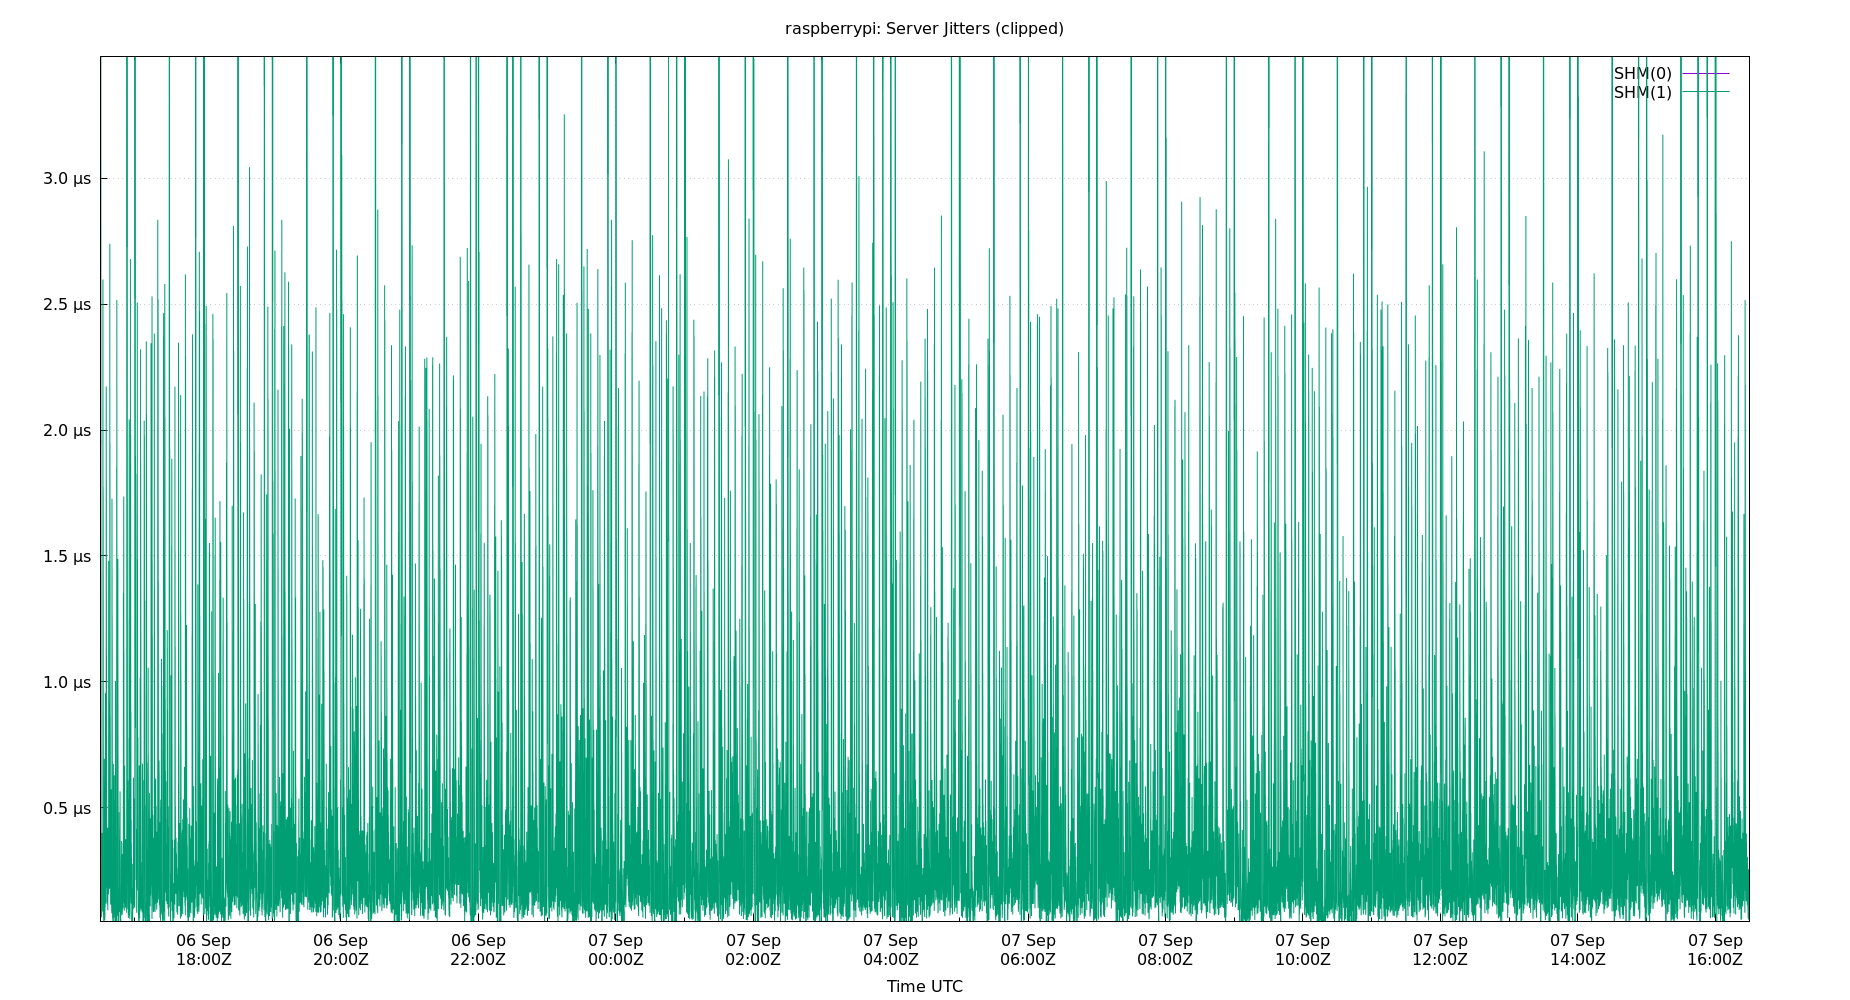 raspberrypi: Server Jitters (clipped)
SHM(0)
SHM(1)
3.0 µs
2.5 µs
2.0 µs
1.5 µs
1.0 µs
0.5 µs
06 Sep 06 Sep 06 Sep 07 Sep 07 Sep 07 Sep 07 Sep 07 Sep 07 Sep 07 Sep 07 Sep 07 Sep
18:00Z 20:00Z 22:00Z 00:00Z 02:00Z 04:00Z 06:00Z 08:00Z 10:00Z 12:00Z 14:00Z 16:00Z
Time UTC